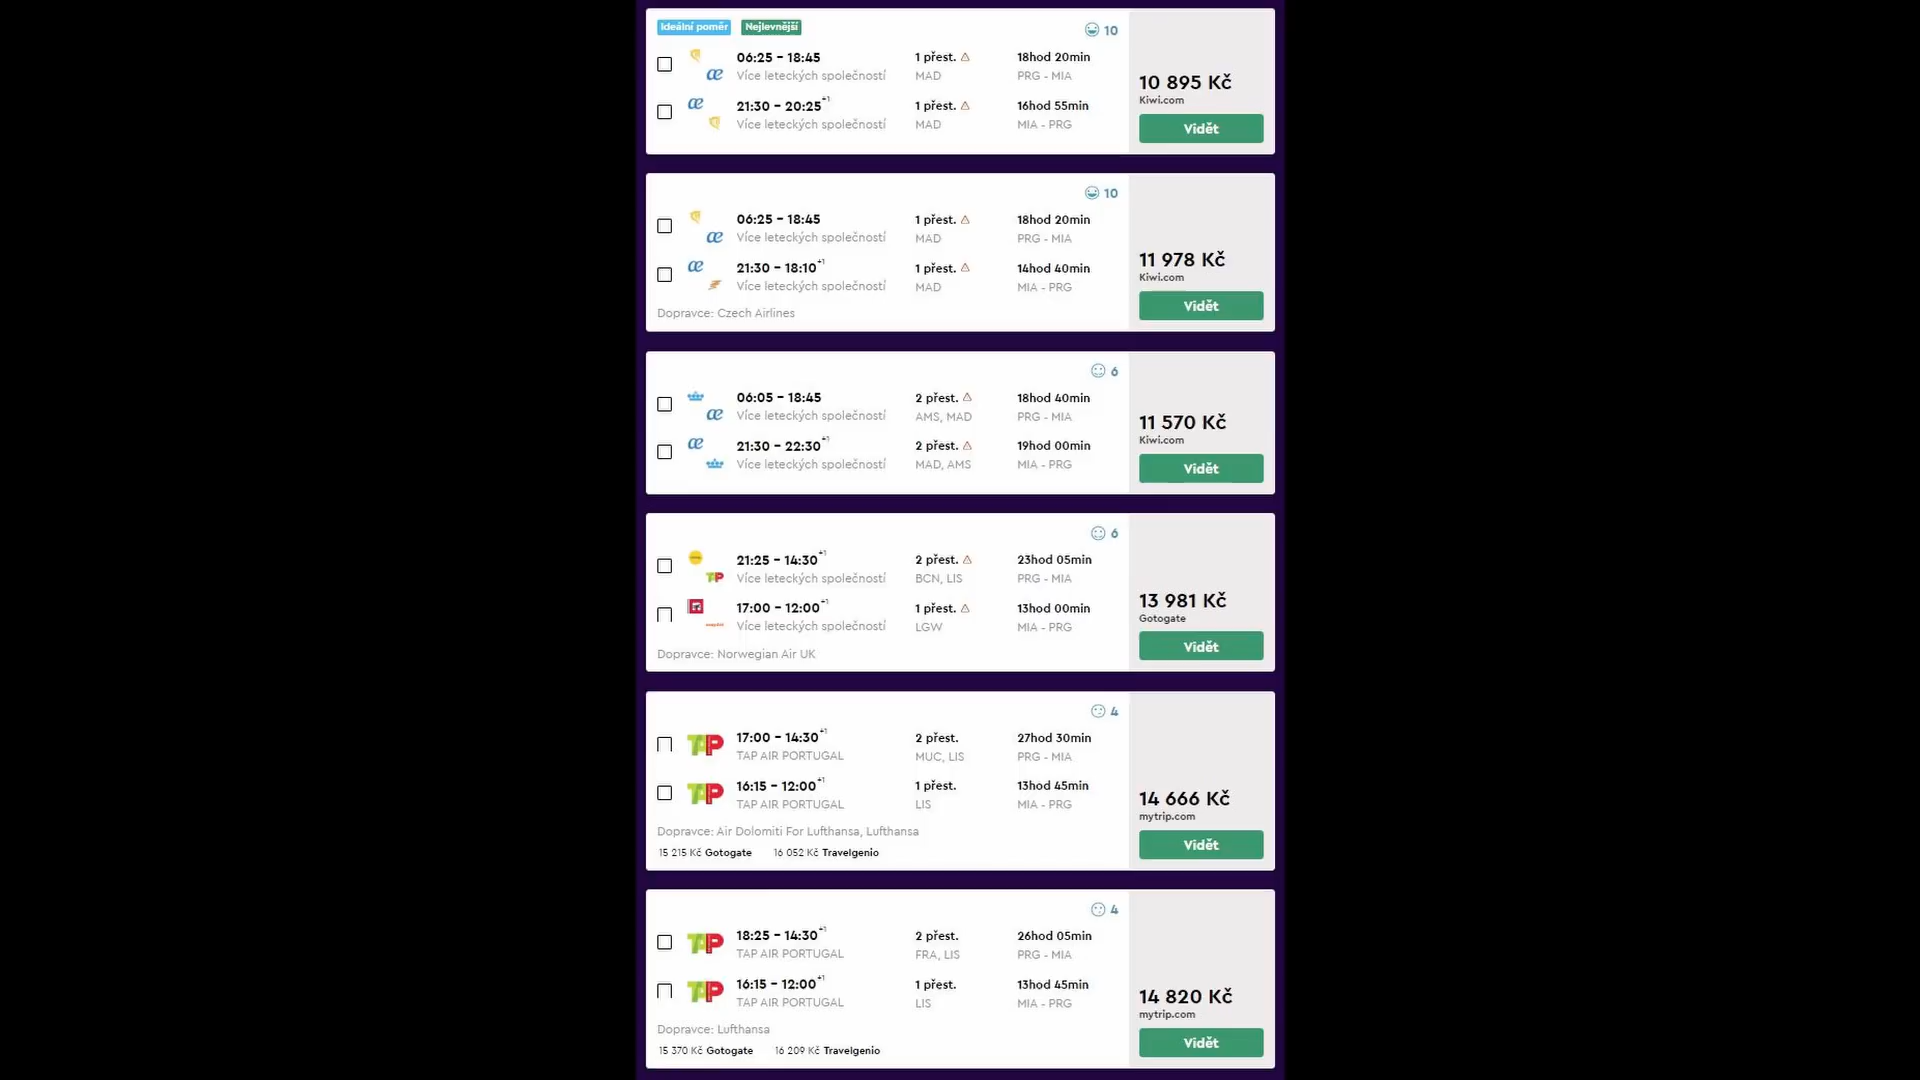 Ideální poměr Nejlevnější
10
06:25 – 18:45 1 přest. 18hod 20min
Více leteckých společností MAD PRG - MIA
21:30 – 20:25+1 1 přest. 16hod 55min
Více leteckých společností MAD MIA - PRG
10 895 Kč
Kiwi.com
Vidět
10
06:25 – 18:45 1 přest. 18hod 20min
Více leteckých společností MAD PRG - MIA
21:30 – 18:10+1 1 přest. 14hod 40min
Více leteckých společností MAD MIA - PRG
Dopravce: Czech Airlines
11 978 Kč
Kiwi.com
Vidět
6
06:05 – 18:45 2 přest. 18hod 40min
Více leteckých společností AMS, MAD PRG - MIA
21:30 – 22:30+1 2 přest. 19hod 00min
Více leteckých společností MAD, AMS MIA - PRG
11 570 Kč
Kiwi.com
Vidět
6
21:25 – 14:30+1 2 přest. 23hod 05min
Více leteckých společností BCN, LIS PRG - MIA
17:00 – 12:00+1 1 přest. 13hod 00min
Více leteckých společností LGW MIA - PRG
Dopravce: Norwegian Air UK
13 981 Kč
Gotogate
Vidět
4
17:00 – 14:30+1 2 přest. 27hod 30min
TAP AIR PORTUGAL MUC, LIS PRG - MIA
16:15 – 12:00+1 1 přest. 13hod 45min
TAP AIR PORTUGAL LIS MIA - PRG
Dopravce: Air Dolomiti For Lufthansa, Lufthansa
15 215 Kč Gotogate 16 052 Kč Travelgenio
14 666 Kč
mytrip.com
Vidět
4
18:25 – 14:30+1 2 přest. 26hod 05min
TAP AIR PORTUGAL FRA, LIS PRG - MIA
16:15 – 12:00+1 1 přest. 13hod 45min
TAP AIR PORTUGAL LIS MIA - PRG
Dopravce: Lufthansa
15 370 Kč Gotogate 16 209 Kč Travelgenio
14 820 Kč
mytrip.com
Vidět